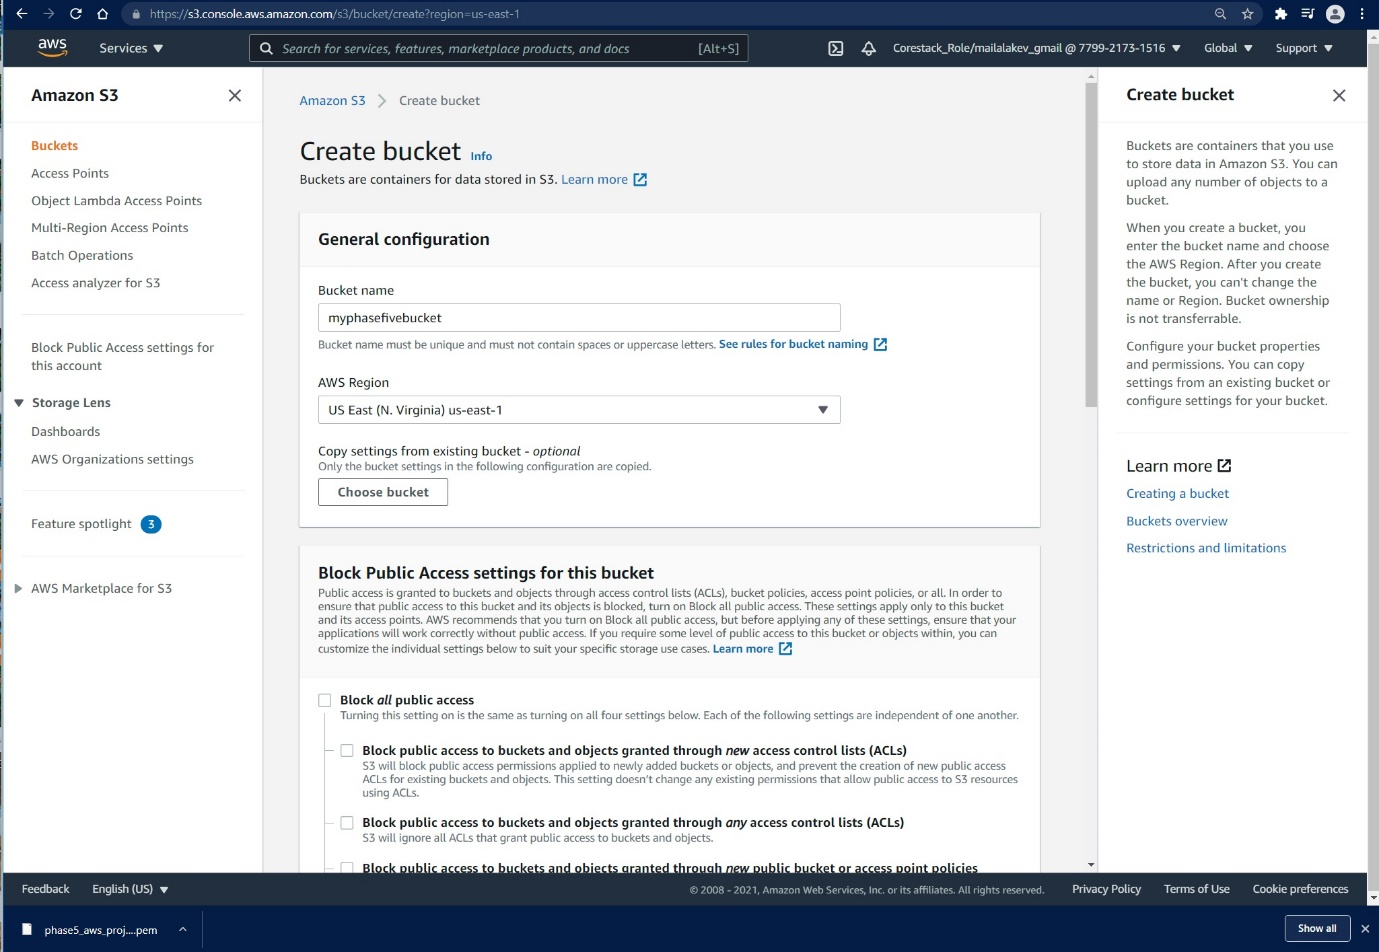 https://s3.console.aws.amazon.com/s3/bucket/create?region=us-east-1
aws
Services
Search for services, features, marketplace products, and docs
[Alt+S]
Corestack_Role/mailalakev_gmail @ 7799-2173-1516
Global
Support
Amazon S3
Buckets
Access Points
Object Lambda Access Points
Multi-Region Access Points
Batch Operations
Access analyzer for S3
Block Public Access settings for
this account
Storage Lens
Dashboards
AWS Organizations settings
Feature spotlight 3
AWS Marketplace for S3
Amazon S3 > Create bucket
Create bucket Info
Buckets are containers for data stored in S3. Learn more
General configuration
Bucket name
myphasefivebucket
Bucket name must be unique and must not contain spaces or uppercase letters. See rules for bucket naming
AWS Region
US East (N. Virginia) us-east-1
Copy settings from existing bucket - optional
Only the bucket settings in the following configuration are copied.
Choose bucket
Block Public Access settings for this bucket
Public access is granted to buckets and objects through access control lists (ACLs), bucket policies, access point policies, or all. In order to
ensure that public access to this bucket and its objects is blocked, turn on Block all public access. These settings apply only to this bucket
and its access points. AWS recommends that you turn on Block all public access, but before applying any of these settings, ensure that your
applications will work correctly without public access. If you require some level of public access to this bucket or objects within, you can
customize the individual settings below to suit your specific storage use cases. Learn more
Block all public access
Turning this setting on is the same as turning on all four settings below. Each of the following settings are independent of one another.
Block public access to buckets and objects granted through new access control lists (ACLs)
S3 will block public access permissions applied to newly added buckets or objects, and prevent the creation of new public access
ACLs for existing buckets and objects. This setting doesn't change any existing permissions that allow public access to S3 resources
using ACLs.
Block public access to buckets and objects granted through any access control lists (ACLs)
S3 will ignore all ACLs that grant public access to buckets and objects.
Block public access to buckets and objects granted through new public bucket or access point policies
Create bucket
Buckets are containers that you use
to store data in Amazon S3. You can
upload any number of objects to a
bucket.
When you create a bucket, you
enter the bucket name and choose
the AWS Region. After you create
the bucket, you can't change the
name or Region. Bucket ownership
is not transferrable.
Configure your bucket properties
and permissions. You can copy
settings from an existing bucket or
configure settings for your bucket.
Learn more
Creating a bucket
Buckets overview
Restrictions and limitations
Feedback
English (US)
© 2008 - 2021, Amazon Web Services, Inc. or its affiliates. All rights reserved.
Privacy Policy
Terms of Use
Cookie preferences
phase5_aws_proj....pem
Show all